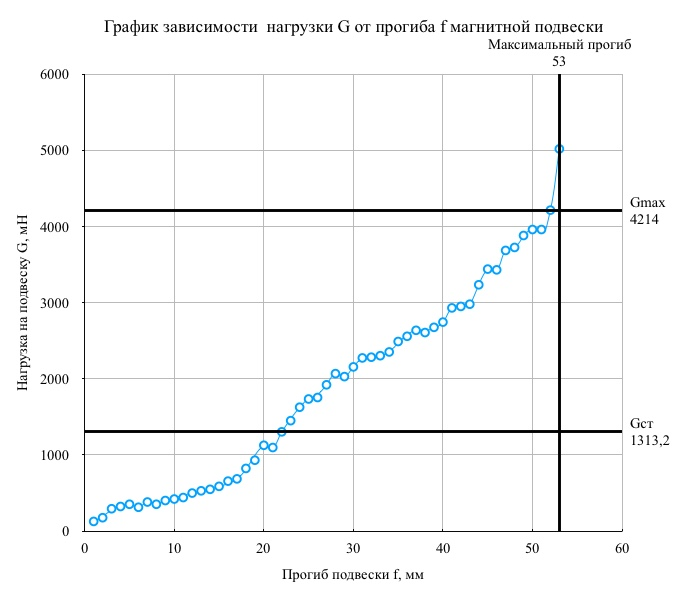 График зависимости нагрузки G от прогиба f магнитной подвески
Максимальный прогиб
53
6000
5000
4000
3000
2000
1000
0
Нагрузка на подвеску G, мН
Gmax
4214
Gст
1313,2
0 10 20 30 40 50 60
Прогиб подвески f, мм